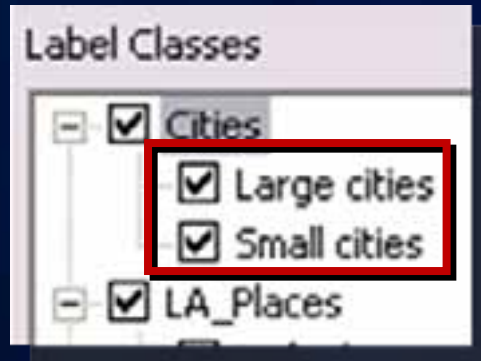 Label Classes
Cities
Large cities
Small cities
LA_Places